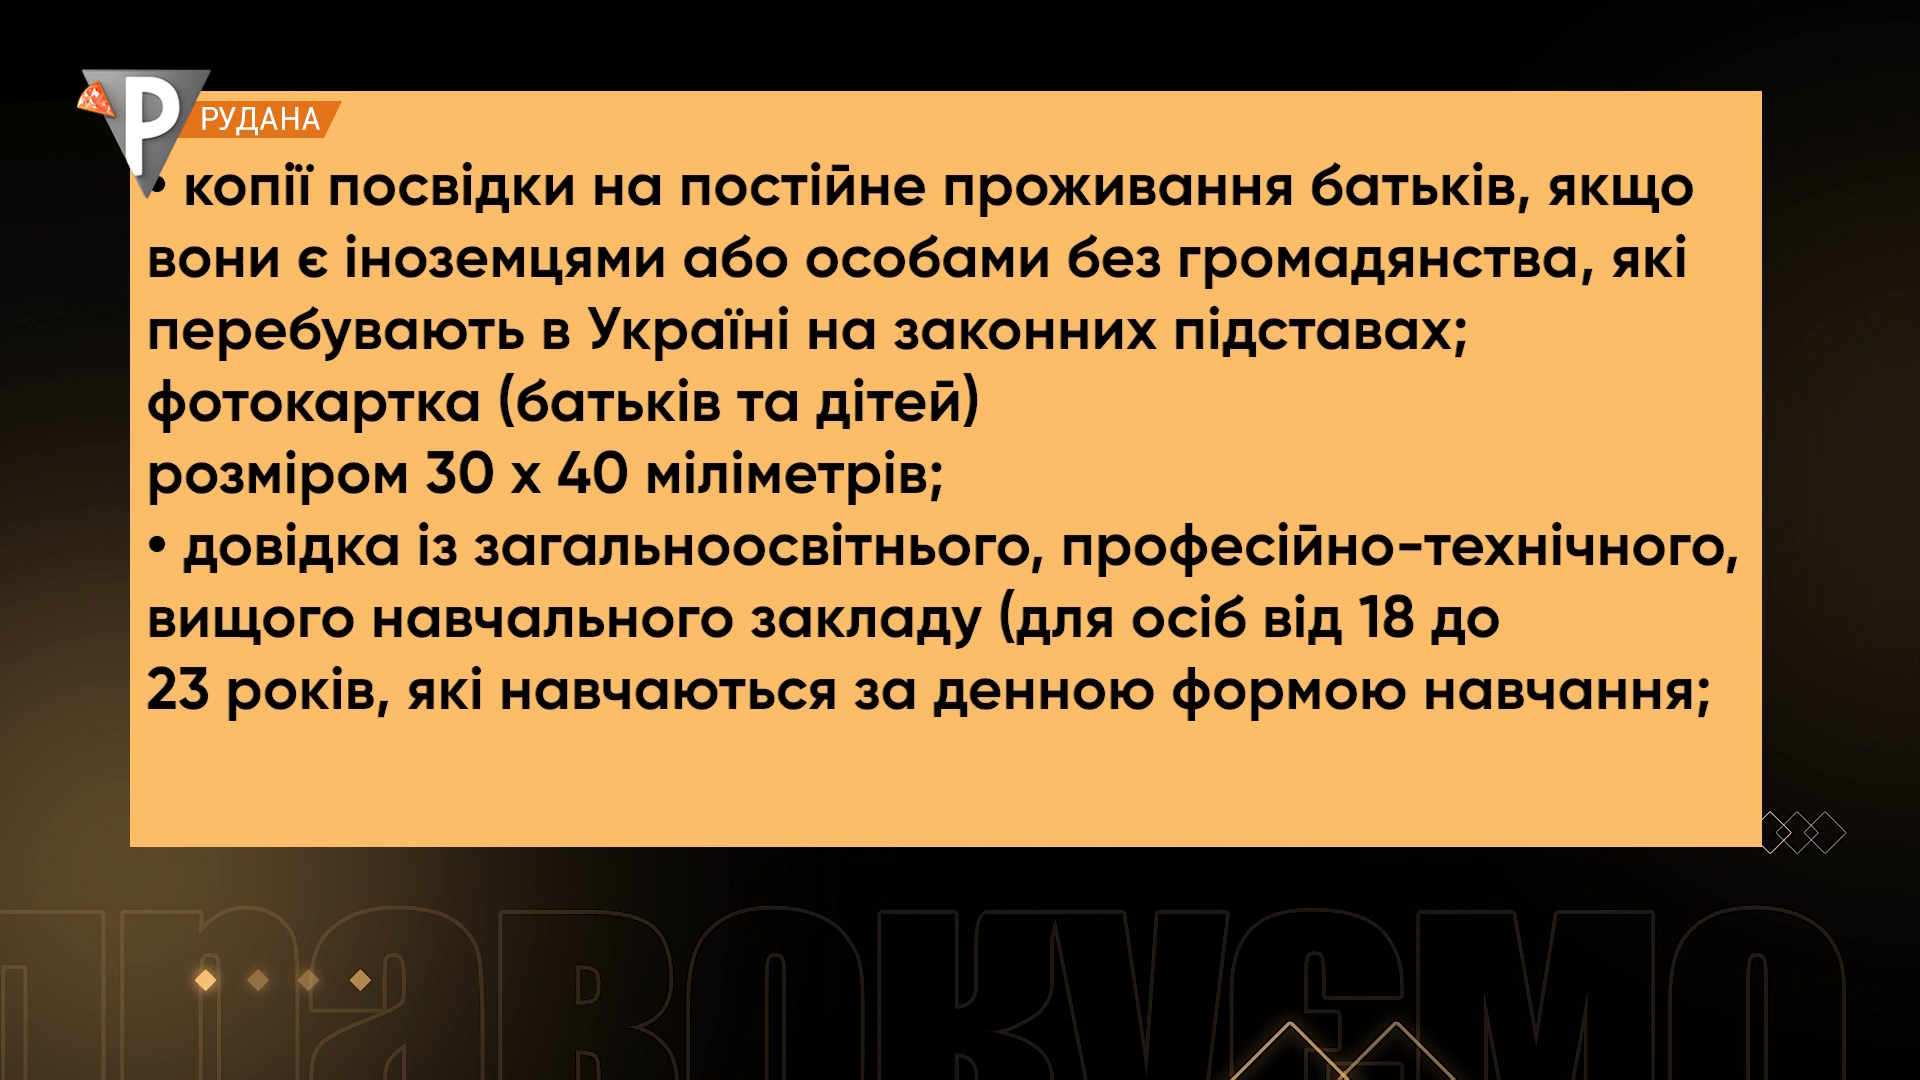 Р
РУДАНА
• копії посвідки на постійне проживання батьків, якщо
вони є іноземцями або особами без громадянства, які
перебувають в Україні на законних підставах;
фотокартка (батьків та дітей)
розміром 30 х 40 міліметрів;
• довідка із загальноосвітнього, професійно-технічного,
вищого навчального закладу (для осіб від 18 до
23 років, які навчаються за денною формою навчання;
правокуємо